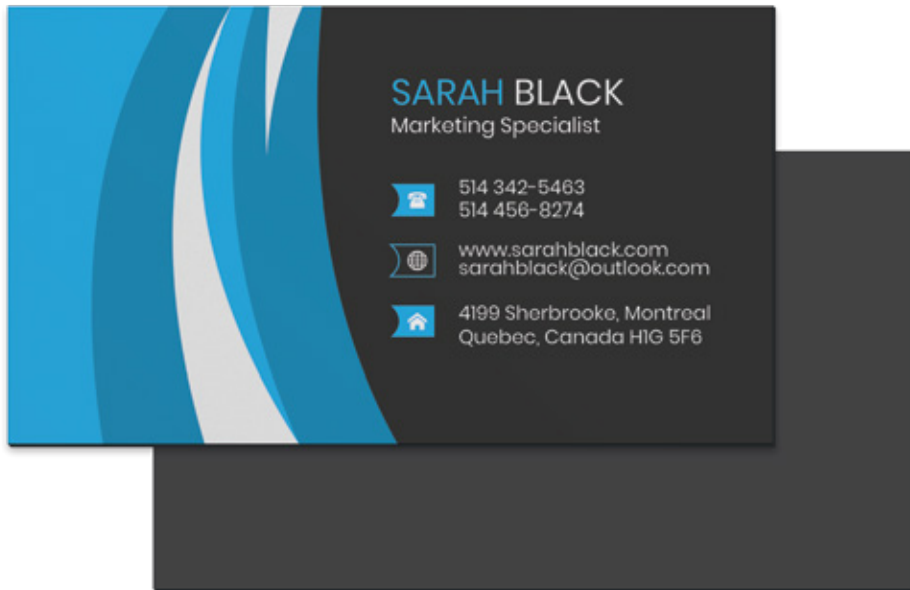 SARAH BLACK
Marketing Specialist
514 342-5463
514 456-8274
www.sarahblack.com
sarahblack@outlook.com
4199 Sherbrooke, Montreal
Quebec, Canada H1G 5F6